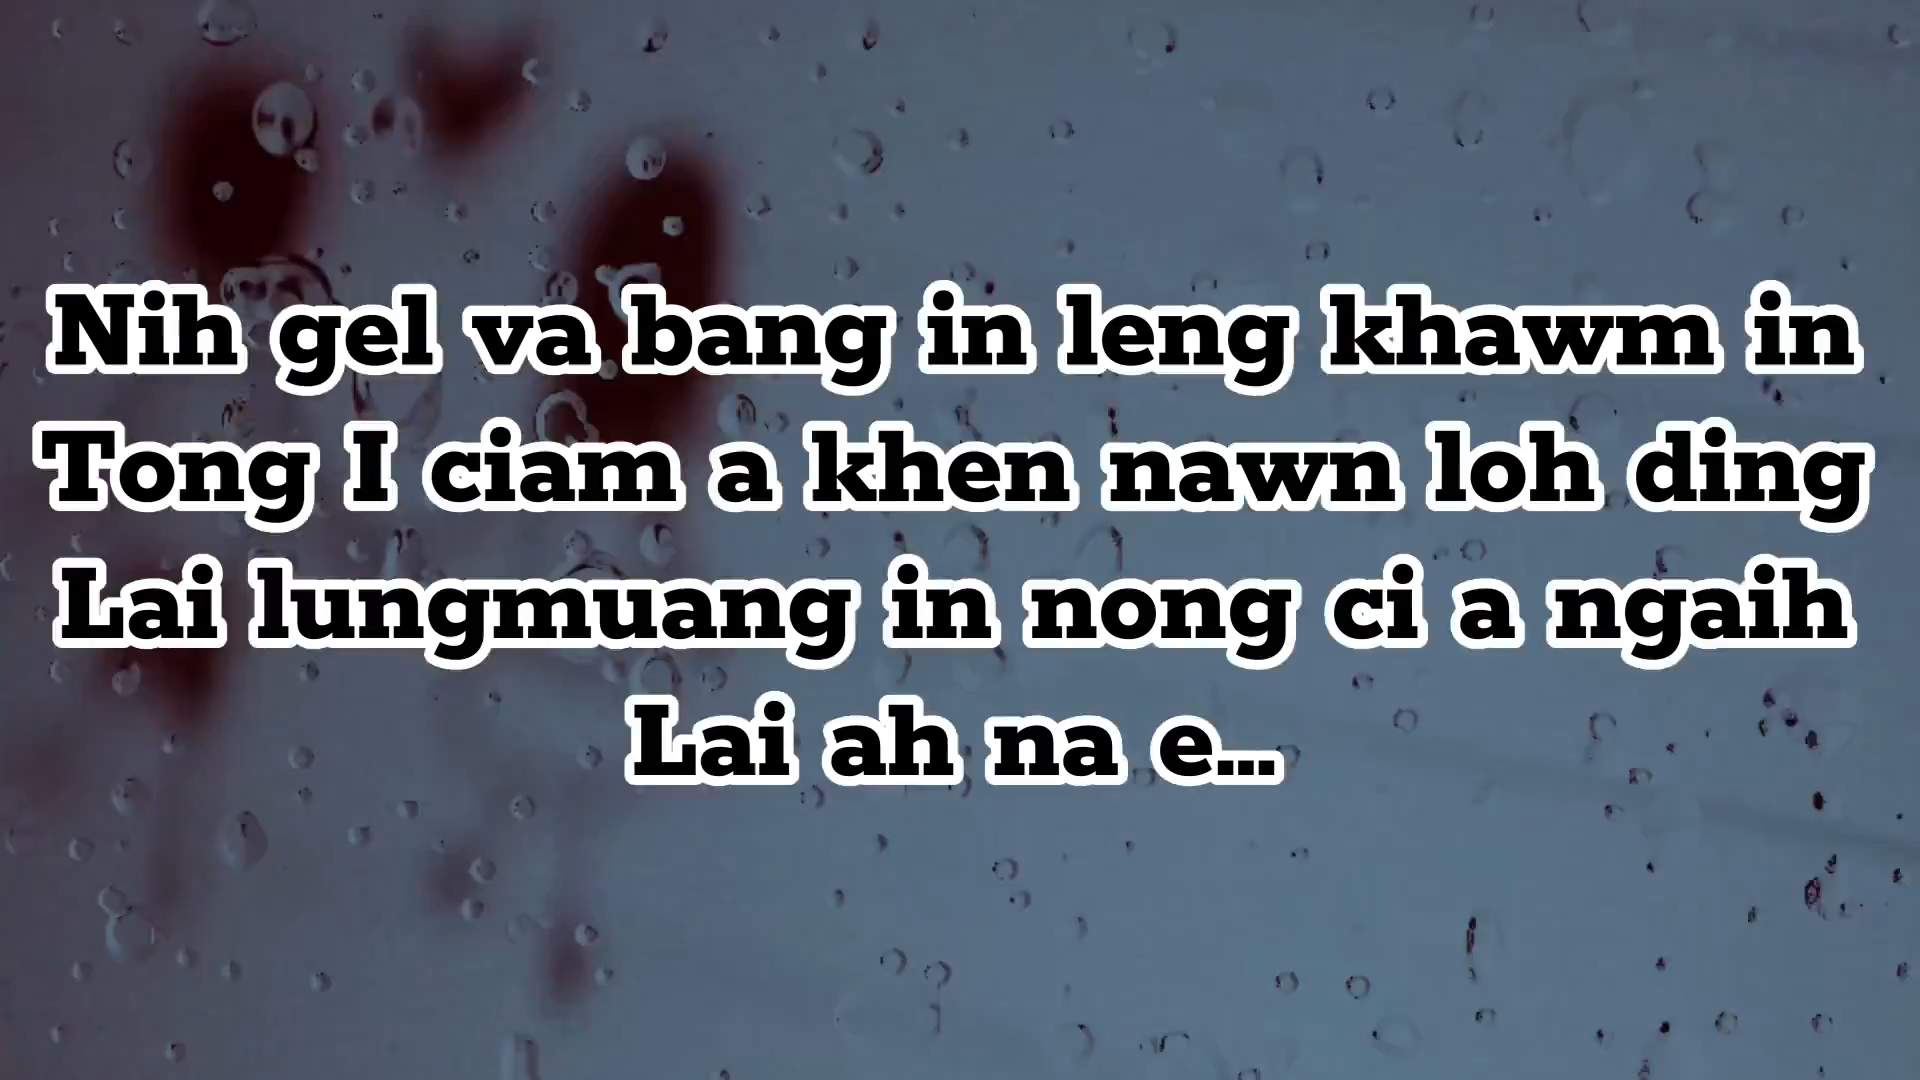 Nih gel va bang in leng khawm in
Tong I ciam a khen nawn loh ding
Lai lungmuang in nong ci a ngaih
Lai ah na e...